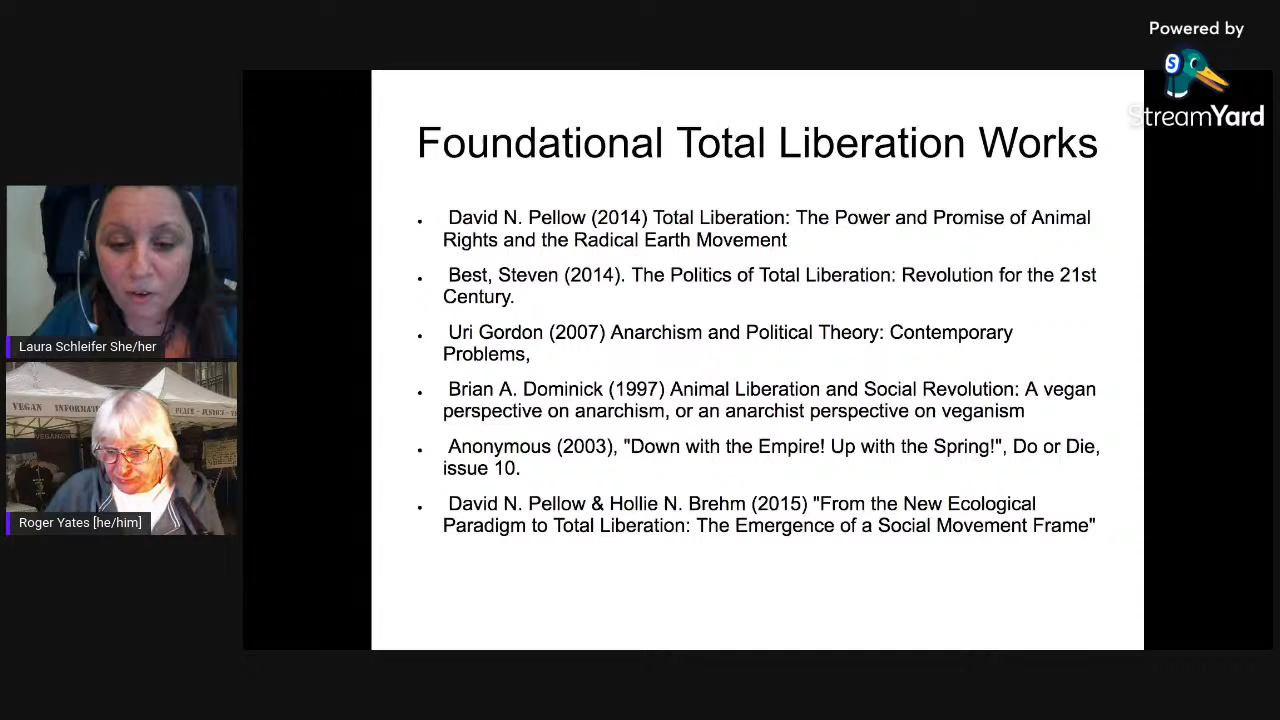 Powered by
StreamYard
Foundational Total Liberation Works
• David N. Pellow (2014) Total Liberation: The Power and Promise of Animal
Rights and the Radical Earth Movement
• Best, Steven (2014). The Politics of Total Liberation: Revolution for the 21st
Century.
• Uri Gordon (2007) Anarchism and Political Theory: Contemporary
Problems,
• Brian A. Dominick (1997) Animal Liberation and Social Revolution: A vegan
perspective on anarchism, or an anarchist perspective on veganism
• Anonymous (2003), "Down with the Empire! Up with the Spring!", Do or Die,
issue 10.
• David N. Pellow & Hollie N. Brehm (2015) "From the New Ecological
Paradigm to Total Liberation: The Emergence of a Social Movement Frame"
Laura Schleifer She/her
VEGAN
Roger Yates [he/him]